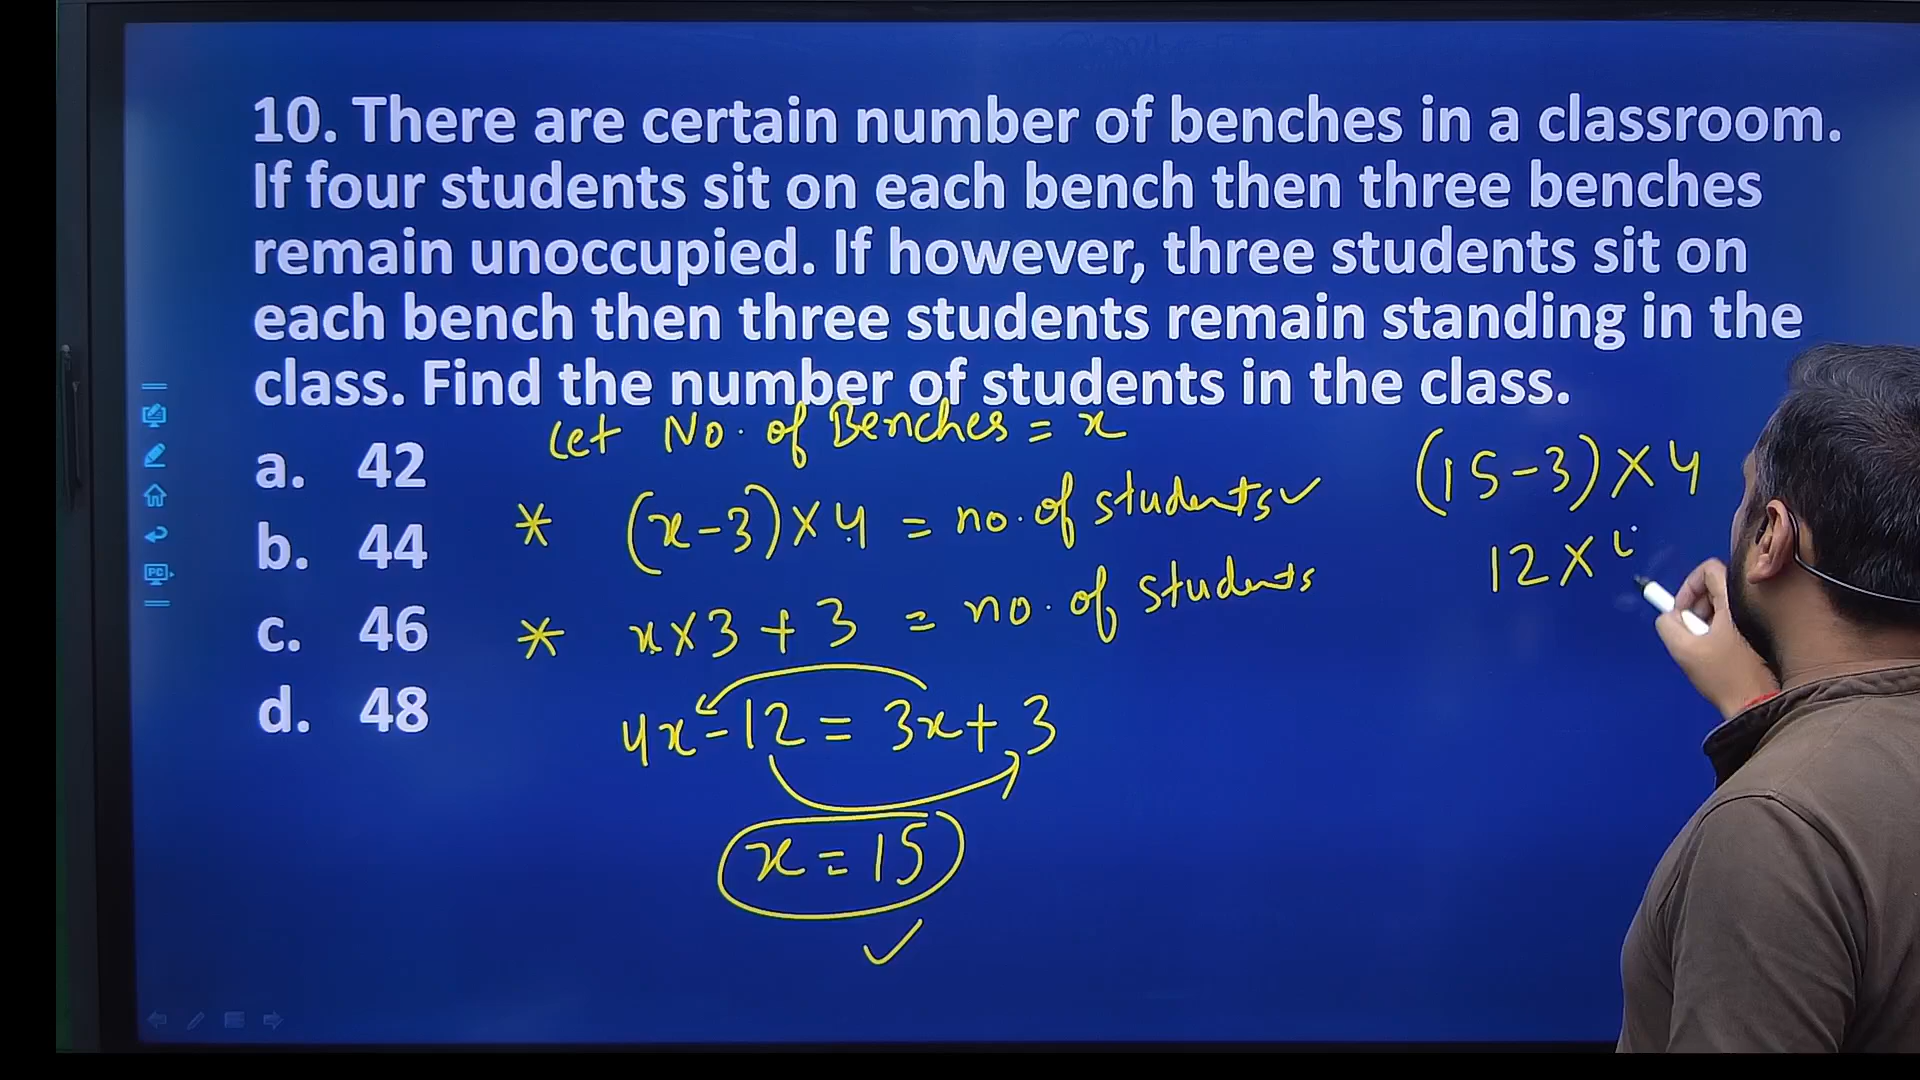 10. There are certain number of benches in a classroom.
If four students sit on each bench then three benches
remain unoccupied. If however, three students sit on
each bench then three students remain standing in the
class. Find the number of students in the class.
a. 42
b. 44
c. 46
d. 48
Let No. of Benches = x
* (x-3)×4 = no. of students ✓
* x×3 + 3 = no. of students
4x-12 = 3x+3
x = 15
✓
(15-3)×4
12×
PC